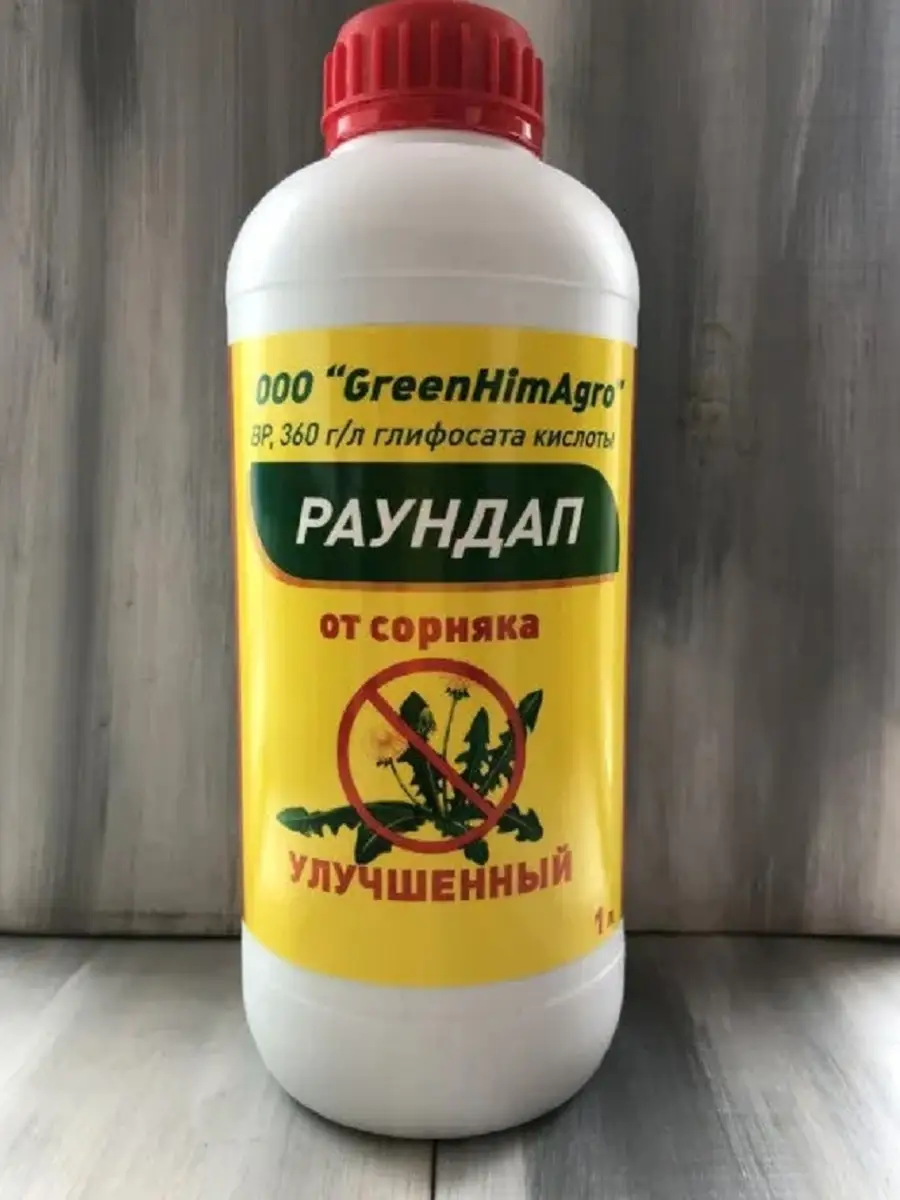 ООО "GreenHimAgro"
ВР, 360 г/л глифосата кислоты
РАУНДАП
от сорняка
УЛУЧШЕННЫЙ
1 л